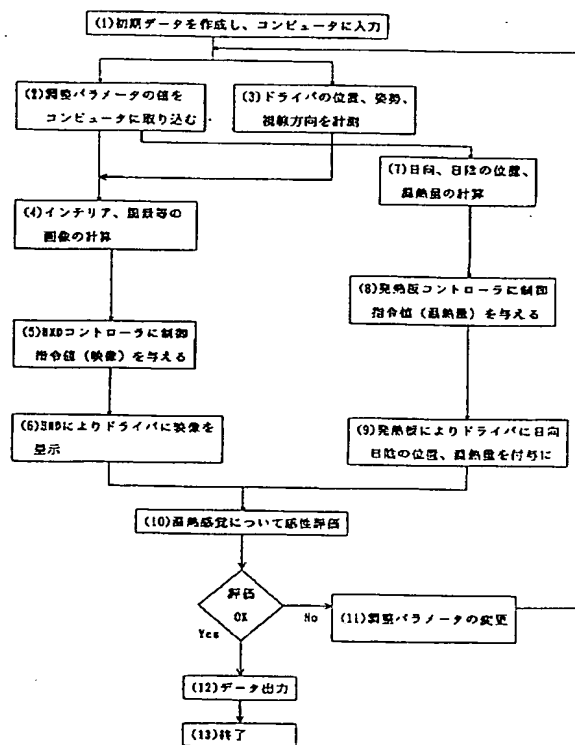 (1)初期データを作成し、コンピュータに入力
(2)調整パラメータの値を
コンピュータに取り込む
(3)ドライバの位置、姿勢、
視線方向を計測
(7)日向、日陰の位置、
温熱量の計算
(4)インテリア、風景等の
画像の計算
(8)発熱板コントローラに制御
指令値(温熱量)を与える
(5)HMDコントローラに制御
指令値(映像)を与える
(6)HMDによりドライバに映像を
呈示
(9)発熱板によりドライバに日向
日陰の位置、温熱量を付与に
(10)温熱感覚について感性評価
評価
OK
No
Yes
(11)調整パラメータの変更
(12)データ出力
(13)終了